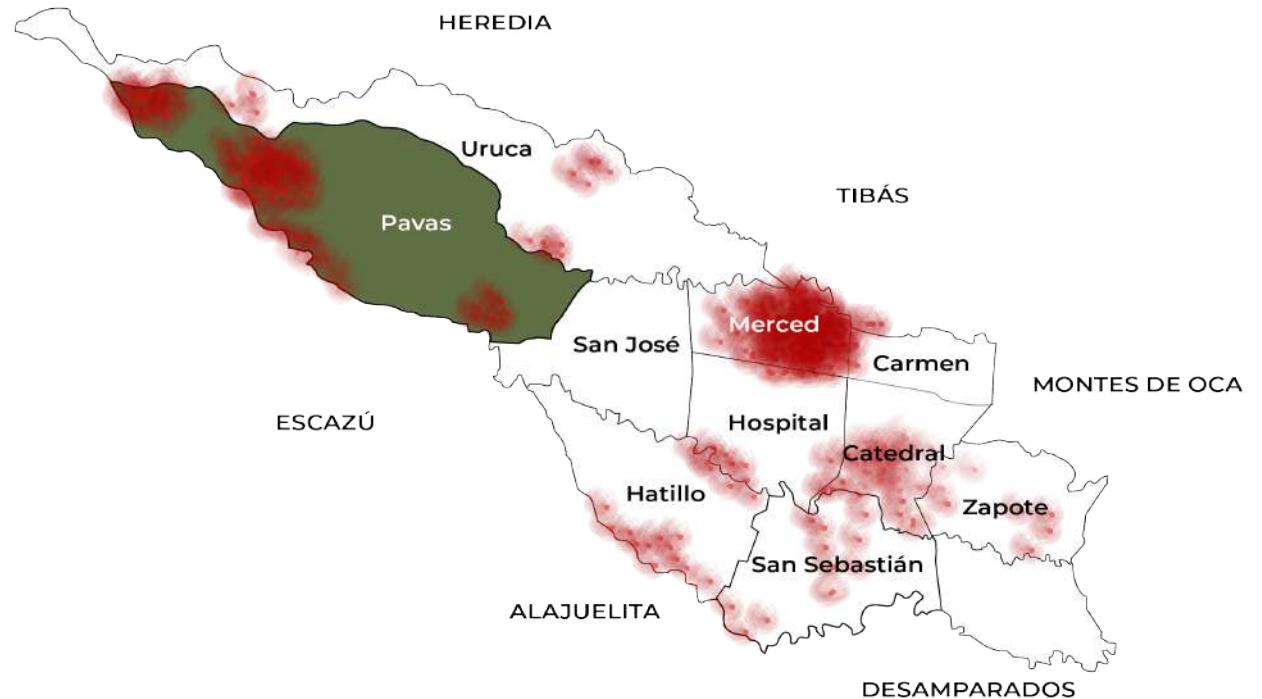 HEREDIA
Uruca
TIBÁS
Pavas
Merced
San José
Carmen
MONTES DE OCA
ESCAZÚ
Hospital
Catedral
Hatillo
Zapote
San Sebastián
ALAJUELITA
DESAMPARADOS